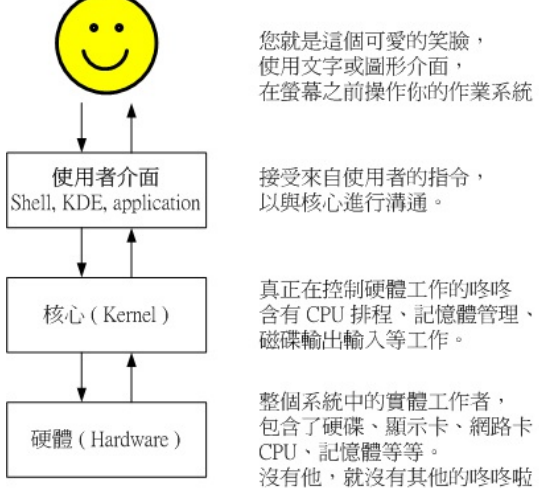 您就是這個可愛的笑臉，
使用文字或圖形介面，
在螢幕之前操作你的作業系統
使用者介面
Shell, KDE, application
接受來自使用者的指令，
以與核心進行溝通。
核心 ( Kernel )
真正在控制硬體工作的咚咚
含有 CPU 排程、記憶體管理、
磁碟輸出輸入等工作。
硬體 ( Hardware )
整個系統中的實體工作者，
包含了硬碟、顯示卡、網路卡
CPU、記憶體等等。
沒有他，就沒有其他的咚咚啦